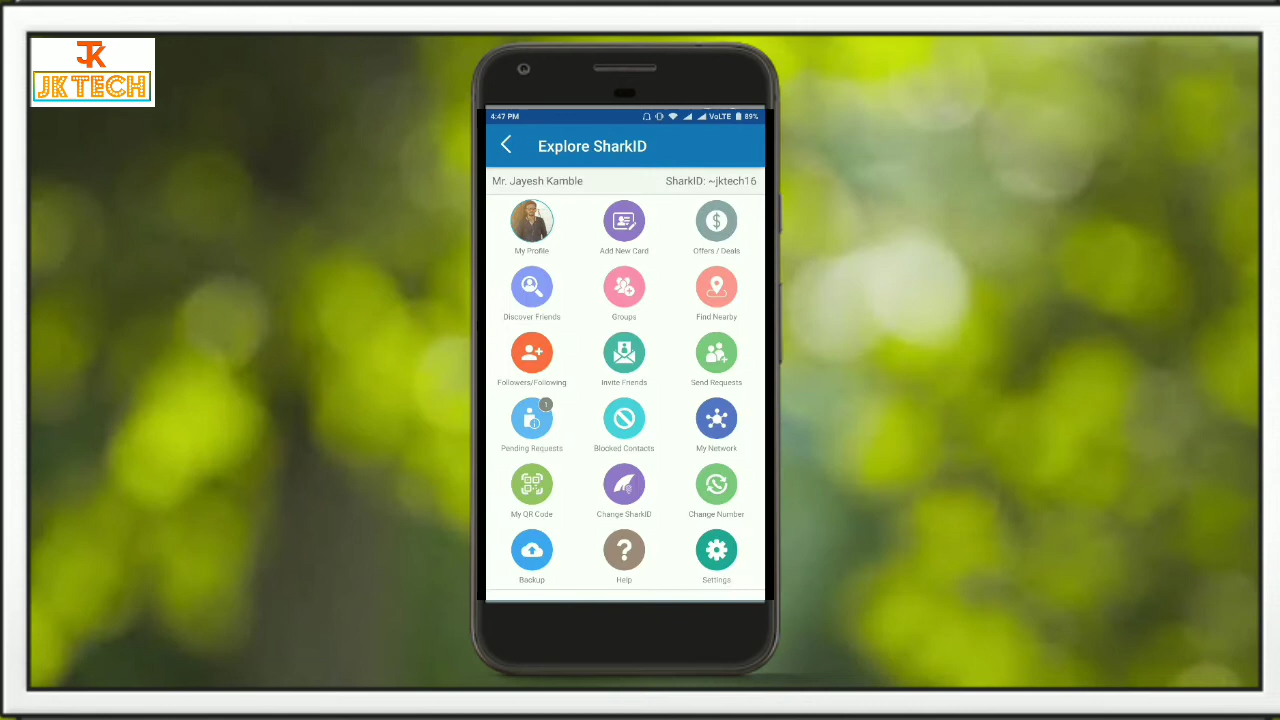 JK
JK TECH
4:47 PM VoLTE 89%
Explore SharkID
Mr. Jayesh Kamble SharkID: ~jktech16
My Profile Add New Card Offers / Deals
Discover Friends Groups Find Nearby
Followers/Following Invite Friends Send Requests
1
Pending Requests Blocked Contacts My Network
My QR Code Change SharkID Change Number
Backup Help Settings